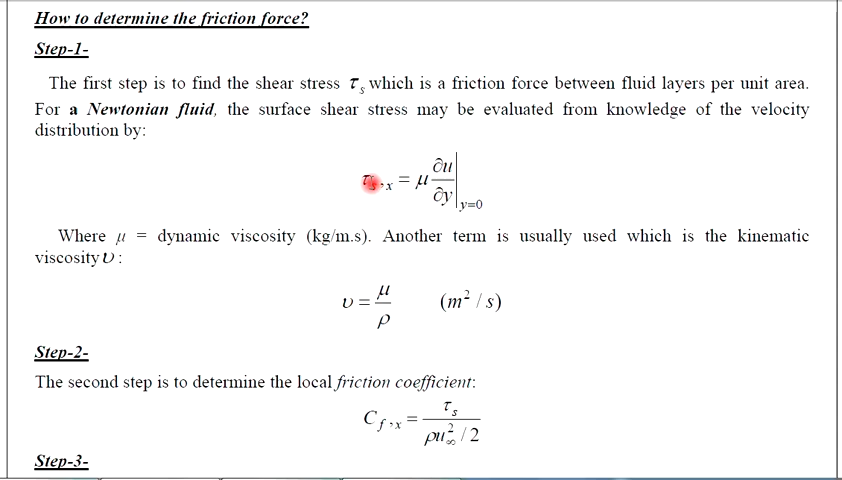 How to determine the friction force?
Step-1-
The first step is to find the shear stress τs which is a friction force between fluid layers per unit area.
For a Newtonian fluid, the surface shear stress may be evaluated from knowledge of the velocity
distribution by:
τs,x = μ ∂u/∂y |y=0
Where μ = dynamic viscosity (kg/m.s). Another term is usually used which is the kinematic
viscosity υ :
υ = μ/ρ (m² / s)
Step-2-
The second step is to determine the local friction coefficient:
Cf,x = τs / (ρu∞² / 2)
Step-3-